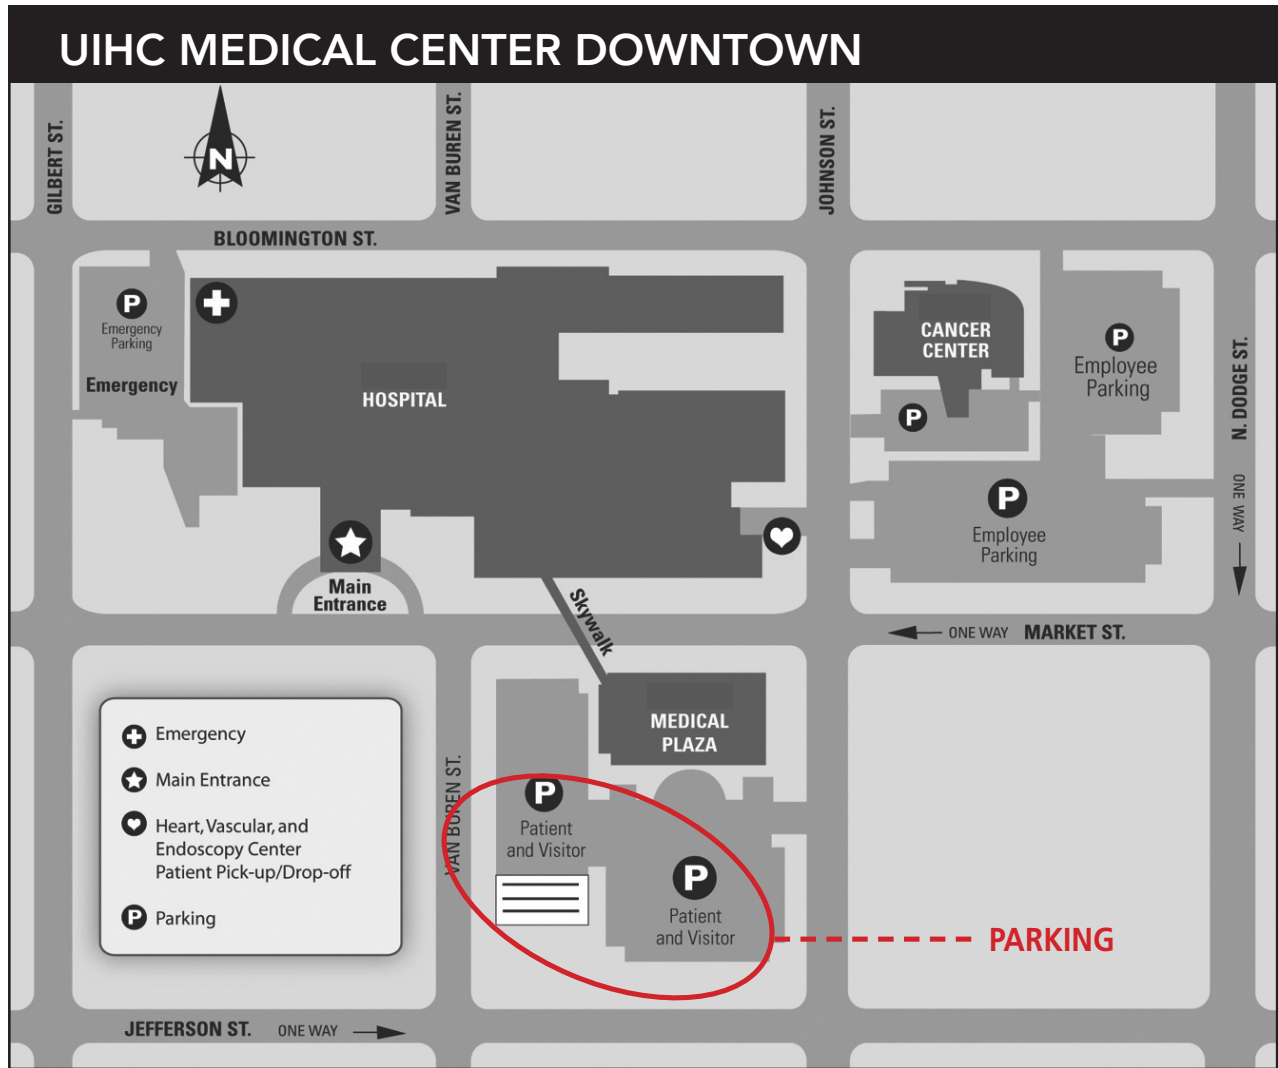 UIHC MEDICAL CENTER DOWNTOWN
GILBERT ST.
N
VAN BUREN ST.
JOHNSON ST.
BLOOMINGTON ST.
P
Emergency
Parking
Emergency
HOSPITAL
CANCER
CENTER
P
P
Employee
Parking
N. DODGE ST.
ONE WAY
P
Employee
Parking
Main
Entrance
Skywalk
ONE WAY MARKET ST.
MEDICAL
PLAZA
Emergency
Main Entrance
Heart, Vascular, and
Endoscopy Center
Patient Pick-up/Drop-off
P Parking
VAN BUREN ST.
P
Patient
and Visitor
P
Patient
and Visitor
PARKING
JEFFERSON ST. ONE WAY